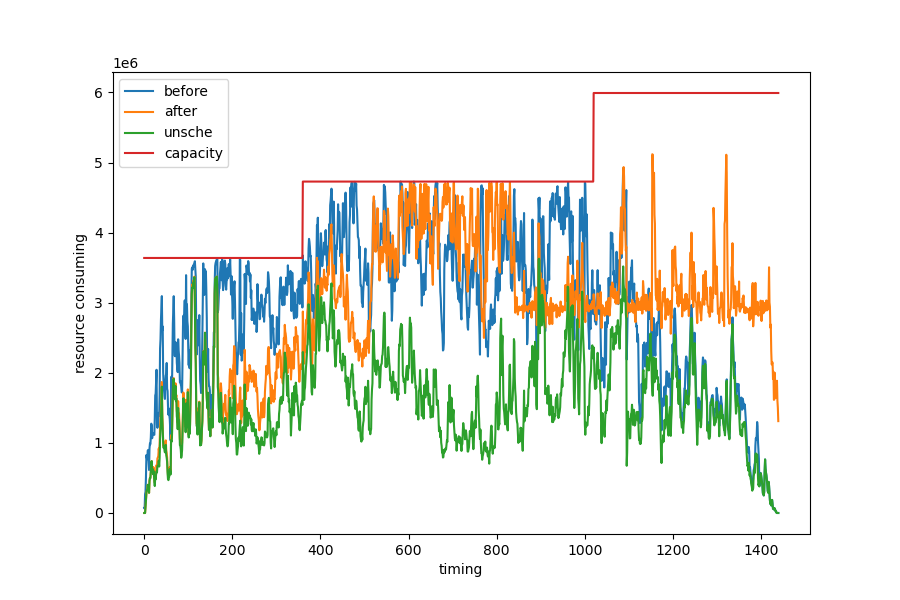 1e6
before
after
unsche
capacity
6
5
4
3
2
1
0
resource consuming
0 200 400 600 800 1000 1200 1400
timing